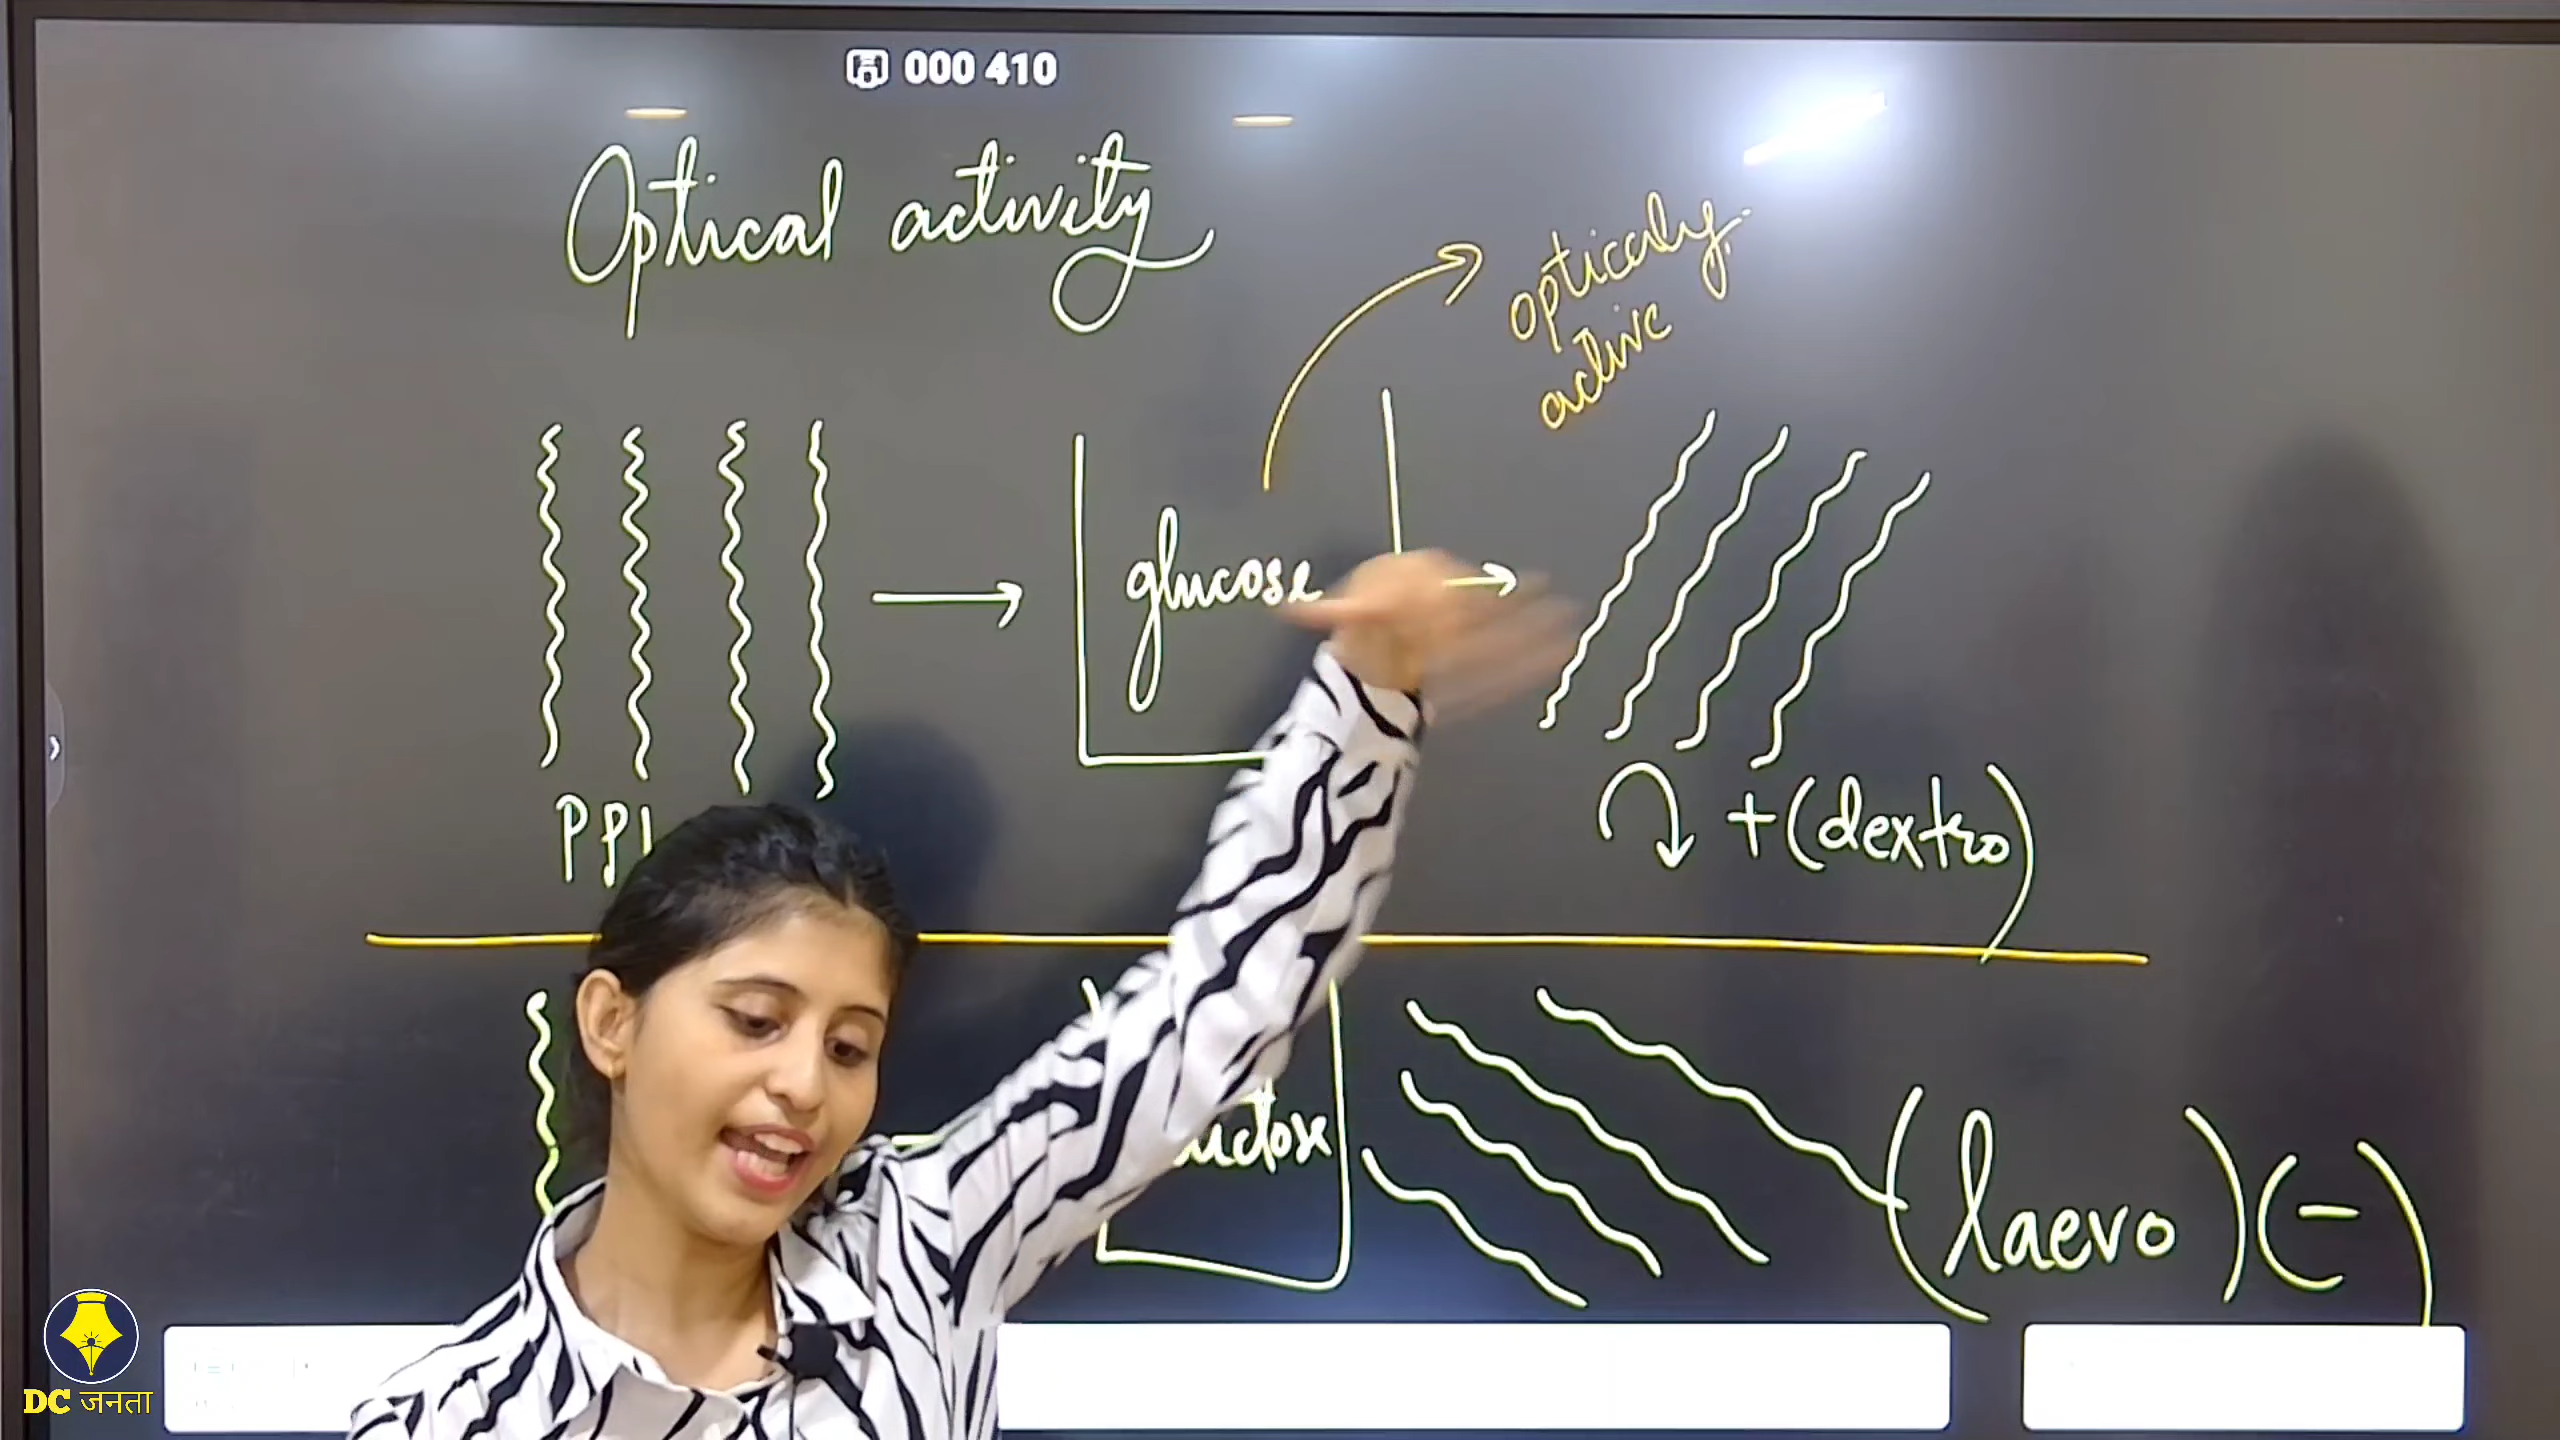 000 410
Optical activity
optically
active
glucose
PPL
+ (dextro)
(laevo) (-)
DC जनता